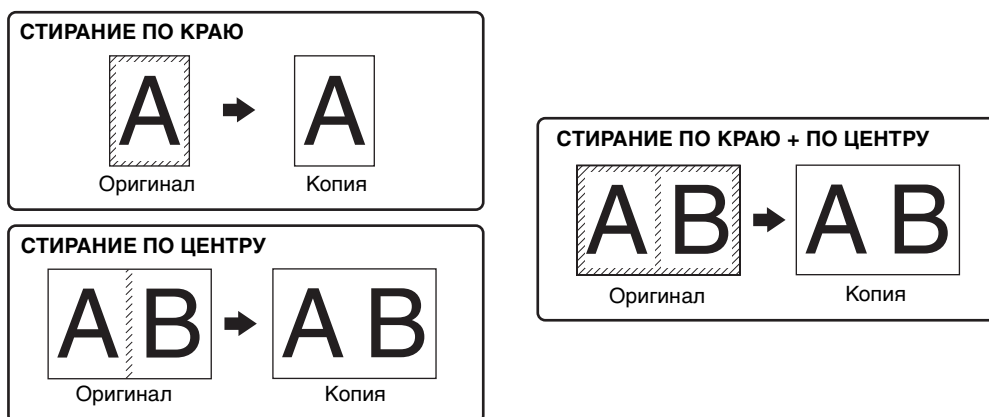 СТИРАНИЕ ПО КРАЮ
A
A
Оригинал
Копия
СТИРАНИЕ ПО ЦЕНТРУ
A B
A B
Оригинал
Копия
СТИРАНИЕ ПО КРАЮ + ПО ЦЕНТРУ
A B
A B
Оригинал
Копия